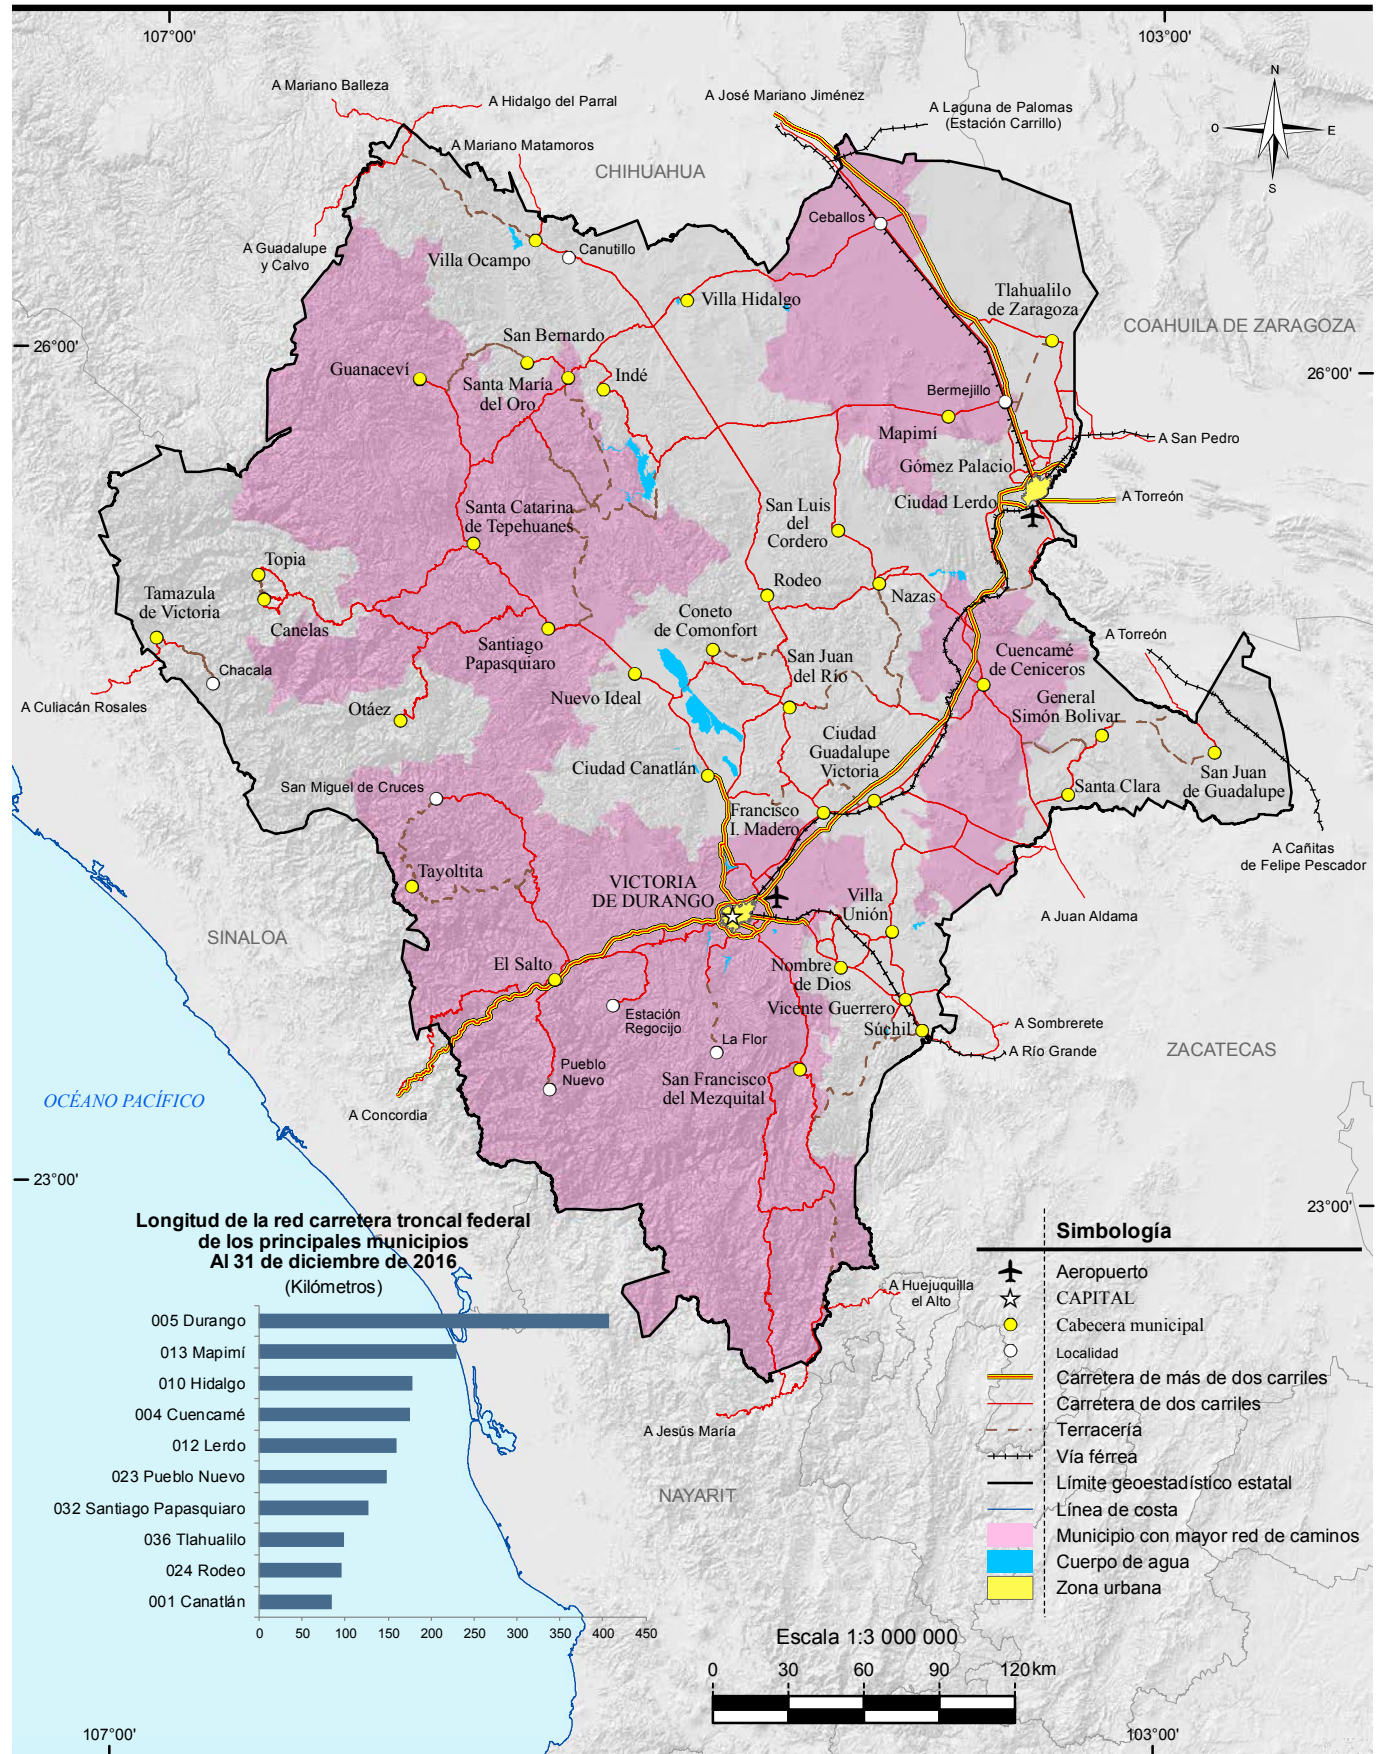 107°00'
103°00'
A Mariano Balleza
A Hidalgo del Parral
A José Mariano Jiménez
A Laguna de Palomas
(Estación Carrillo)
N
O
E
S
A Mariano Matamoros
CHIHUAHUA
Ceballos
A Guadalupe
y Calvo
Villa Ocampo
Canutillo
Villa Hidalgo
Tlahualilo
de Zaragoza
COAHUILA DE ZARAGOZA
26°00'
26°00'
San Bernardo
Guanaceví
Santa María
del Oro
Indé
Bermejillo
Mapimí
A San Pedro
Gómez Palacio
Ciudad Lerdo
A Torreón
Santa Catarina
de Tepehuanes
San Luis
del
Cordero
Topia
Tamazula
de Victoria
Canelas
Rodeo
Nazas
Coneto
de Comonfort
Santiago
Papasquiaro
A Torreón
Cuencamé
de Ceniceros
San Juan
del Río
Chacala
Nuevo Ideal
General
Simón Bolivar
A Culiacán Rosales
Otáez
Ciudad
Guadalupe
Victoria
Ciudad Canatlán
San Miguel de Cruces
Santa Clara
San Juan
de Guadalupe
Francisco
I. Madero
A Cañitas
de Felipe Pescador
Tayoltita
VICTORIA
DE DURANGO
Villa
Unión
A Juan Aldama
SINALOA
El Salto
Nombre
de Dios
Estación
Regocijo
Vicente Guerrero
Súchil
A Sombrerete
La Flor
A Río Grande
ZACATECAS
Pueblo
Nuevo
San Francisco
del Mezquital
OCÉANO PACÍFICO
A Concordia
23°00'
23°00'
A Huejuquilla
el Alto
A Jesús María
NAYARIT
Longitud de la red carretera troncal federal
de los principales municipios
Al 31 de diciembre de 2016
(Kilómetros)
005 Durango
013 Mapimí
010 Hidalgo
004 Cuencamé
012 Lerdo
023 Pueblo Nuevo
032 Santiago Papasquiaro
036 Tlahualilo
024 Rodeo
001 Canatlán
0 50 100 150 200 250 300 350 400 450
Simbología
Aeropuerto
CAPITAL
Cabecera municipal
Localidad
Carretera de más de dos carriles
Carretera de dos carriles
Terracería
Vía férrea
Límite geoestadístico estatal
Línea de costa
Municipio con mayor red de caminos
Cuerpo de agua
Zona urbana
Escala 1:3 000 000
0 30 60 90 120 km
107°00'
103°00'